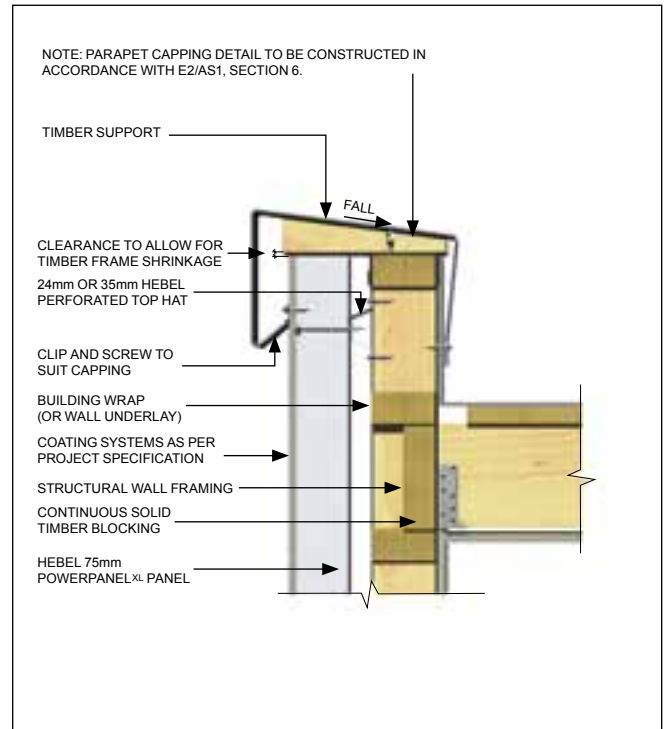 NOTE: PARAPET CAPPING DETAIL TO BE CONSTRUCTED IN
ACCORDANCE WITH E2/AS1, SECTION 6.
TIMBER SUPPORT
FALL
CLEARANCE TO ALLOW FOR
TIMBER FRAME SHRINKAGE
24mm OR 35mm HEBEL
PERFORATED TOP HAT
CLIP AND SCREW TO
SUIT CAPPING
BUILDING WRAP
(OR WALL UNDERLAY)
COATING SYSTEMS AS PER
PROJECT SPECIFICATION
STRUCTURAL WALL FRAMING
CONTINUOUS SOLID
TIMBER BLOCKING
HEBEL 75mm
POWERPANELXL PANEL